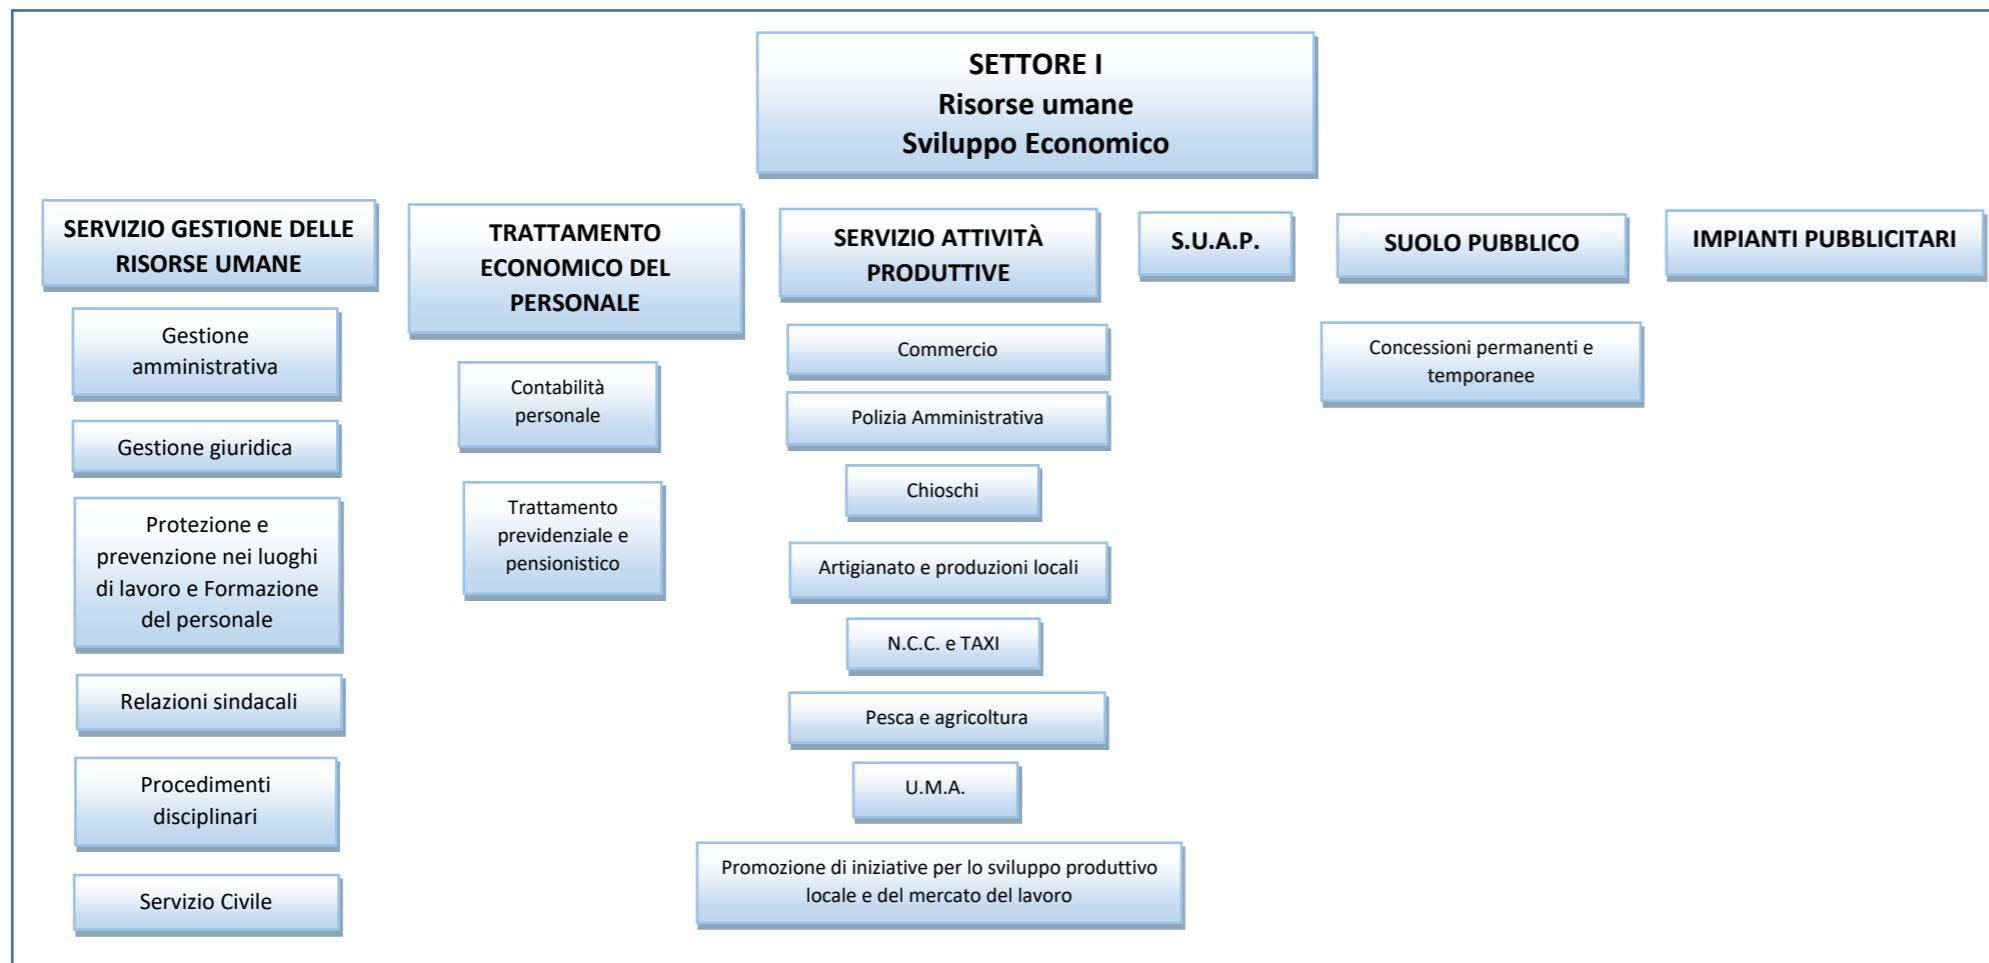 SETTORE I
Risorse umane
Sviluppo Economico
SERVIZIO GESTIONE DELLE
RISORSE UMANE
Gestione
amministrativa
Gestione giuridica
Protezione e
prevenzione nei luoghi
di lavoro e Formazione
del personale
Relazioni sindacali
Procedimenti
disciplinari
Servizio Civile
TRATTAMENTO
ECONOMICO DEL
PERSONALE
Contabilità
personale
Trattamento
previdenziale e
pensionistico
SERVIZIO ATTIVITÀ
PRODUTTIVE
Commercio
Polizia Amministrativa
Chioschi
Artigianato e produzioni locali
N.C.C. e TAXI
Pesca e agricoltura
U.M.A.
Promozione di iniziative per lo sviluppo produttivo
locale e del mercato del lavoro
S.U.A.P.
SUOLO PUBBLICO
Concessioni permanenti e
temporanee
IMPIANTI PUBBLICITARI